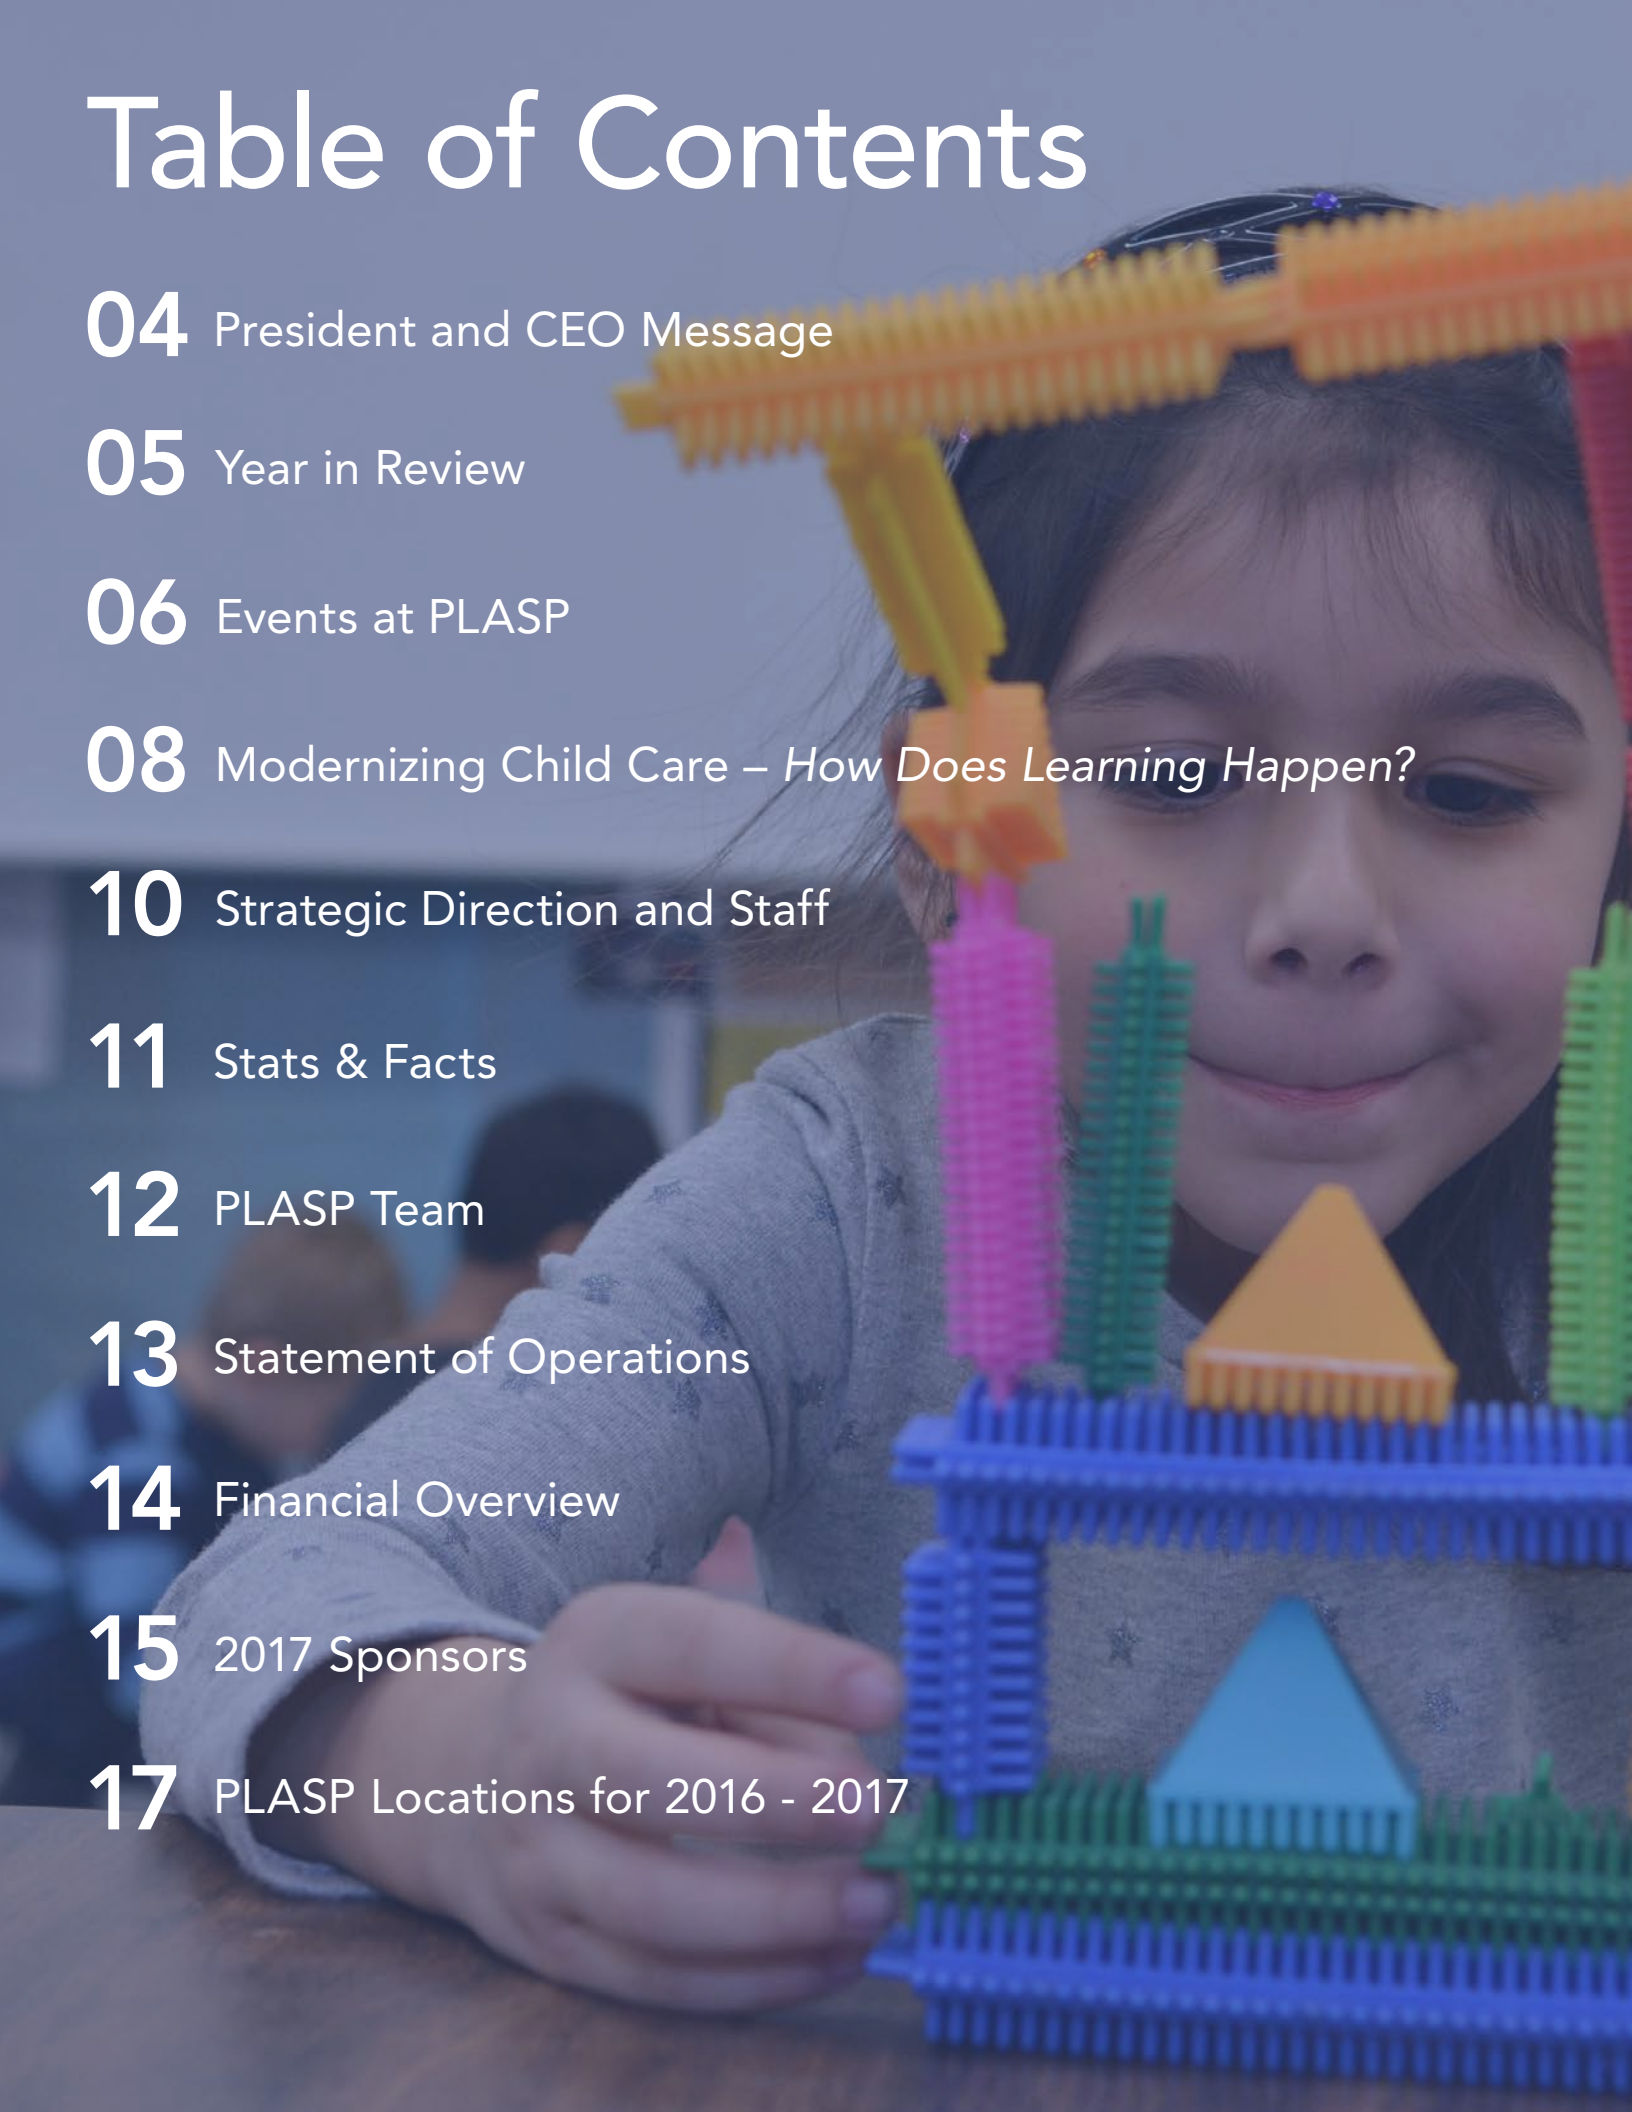 Table of Contents
04 President and CEO Message
05 Year in Review
06 Events at PLASP
08 Modernizing Child Care – How Does Learning Happen?
10 Strategic Direction and Staff
11 Stats & Facts
12 PLASP Team
13 Statement of Operations
14 Financial Overview
15 2017 Sponsors
17 PLASP Locations for 2016 - 2017